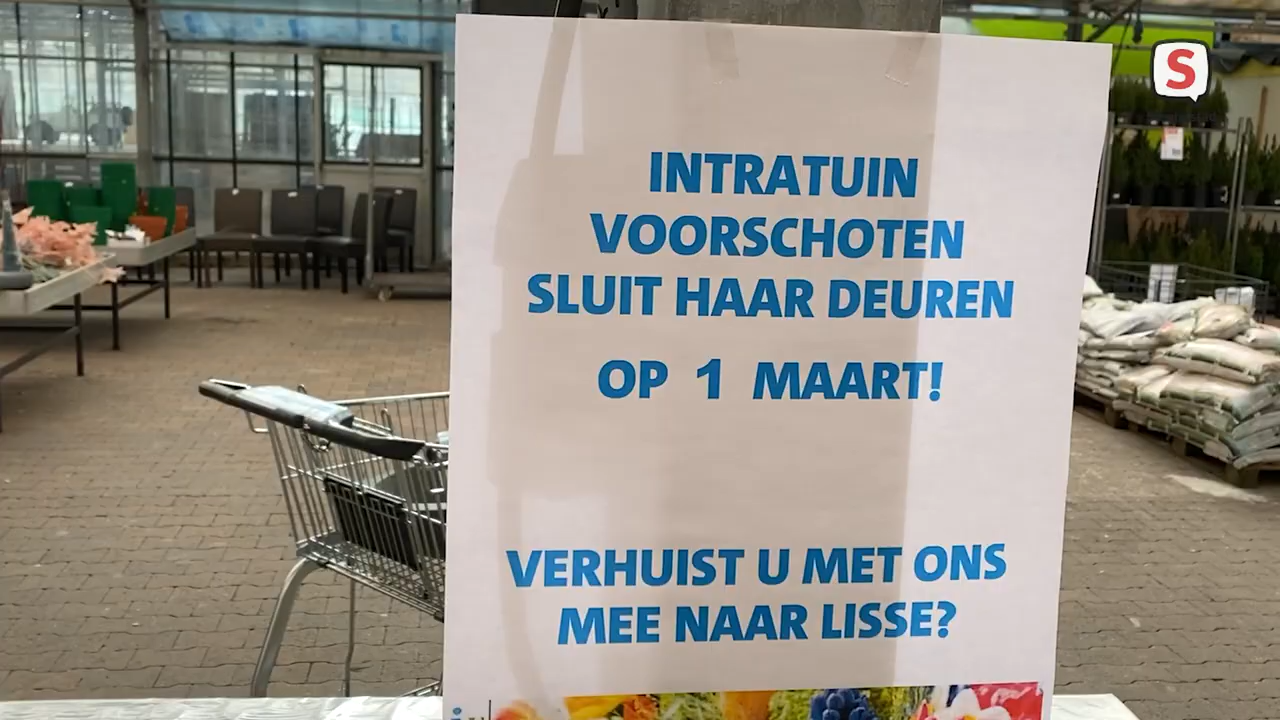 INTRATUIN
VOORSCHOTEN
SLUIT HAAR DEUREN
OP 1 MAART!
VERHUIST U MET ONS
MEE NAAR LISSE?
S